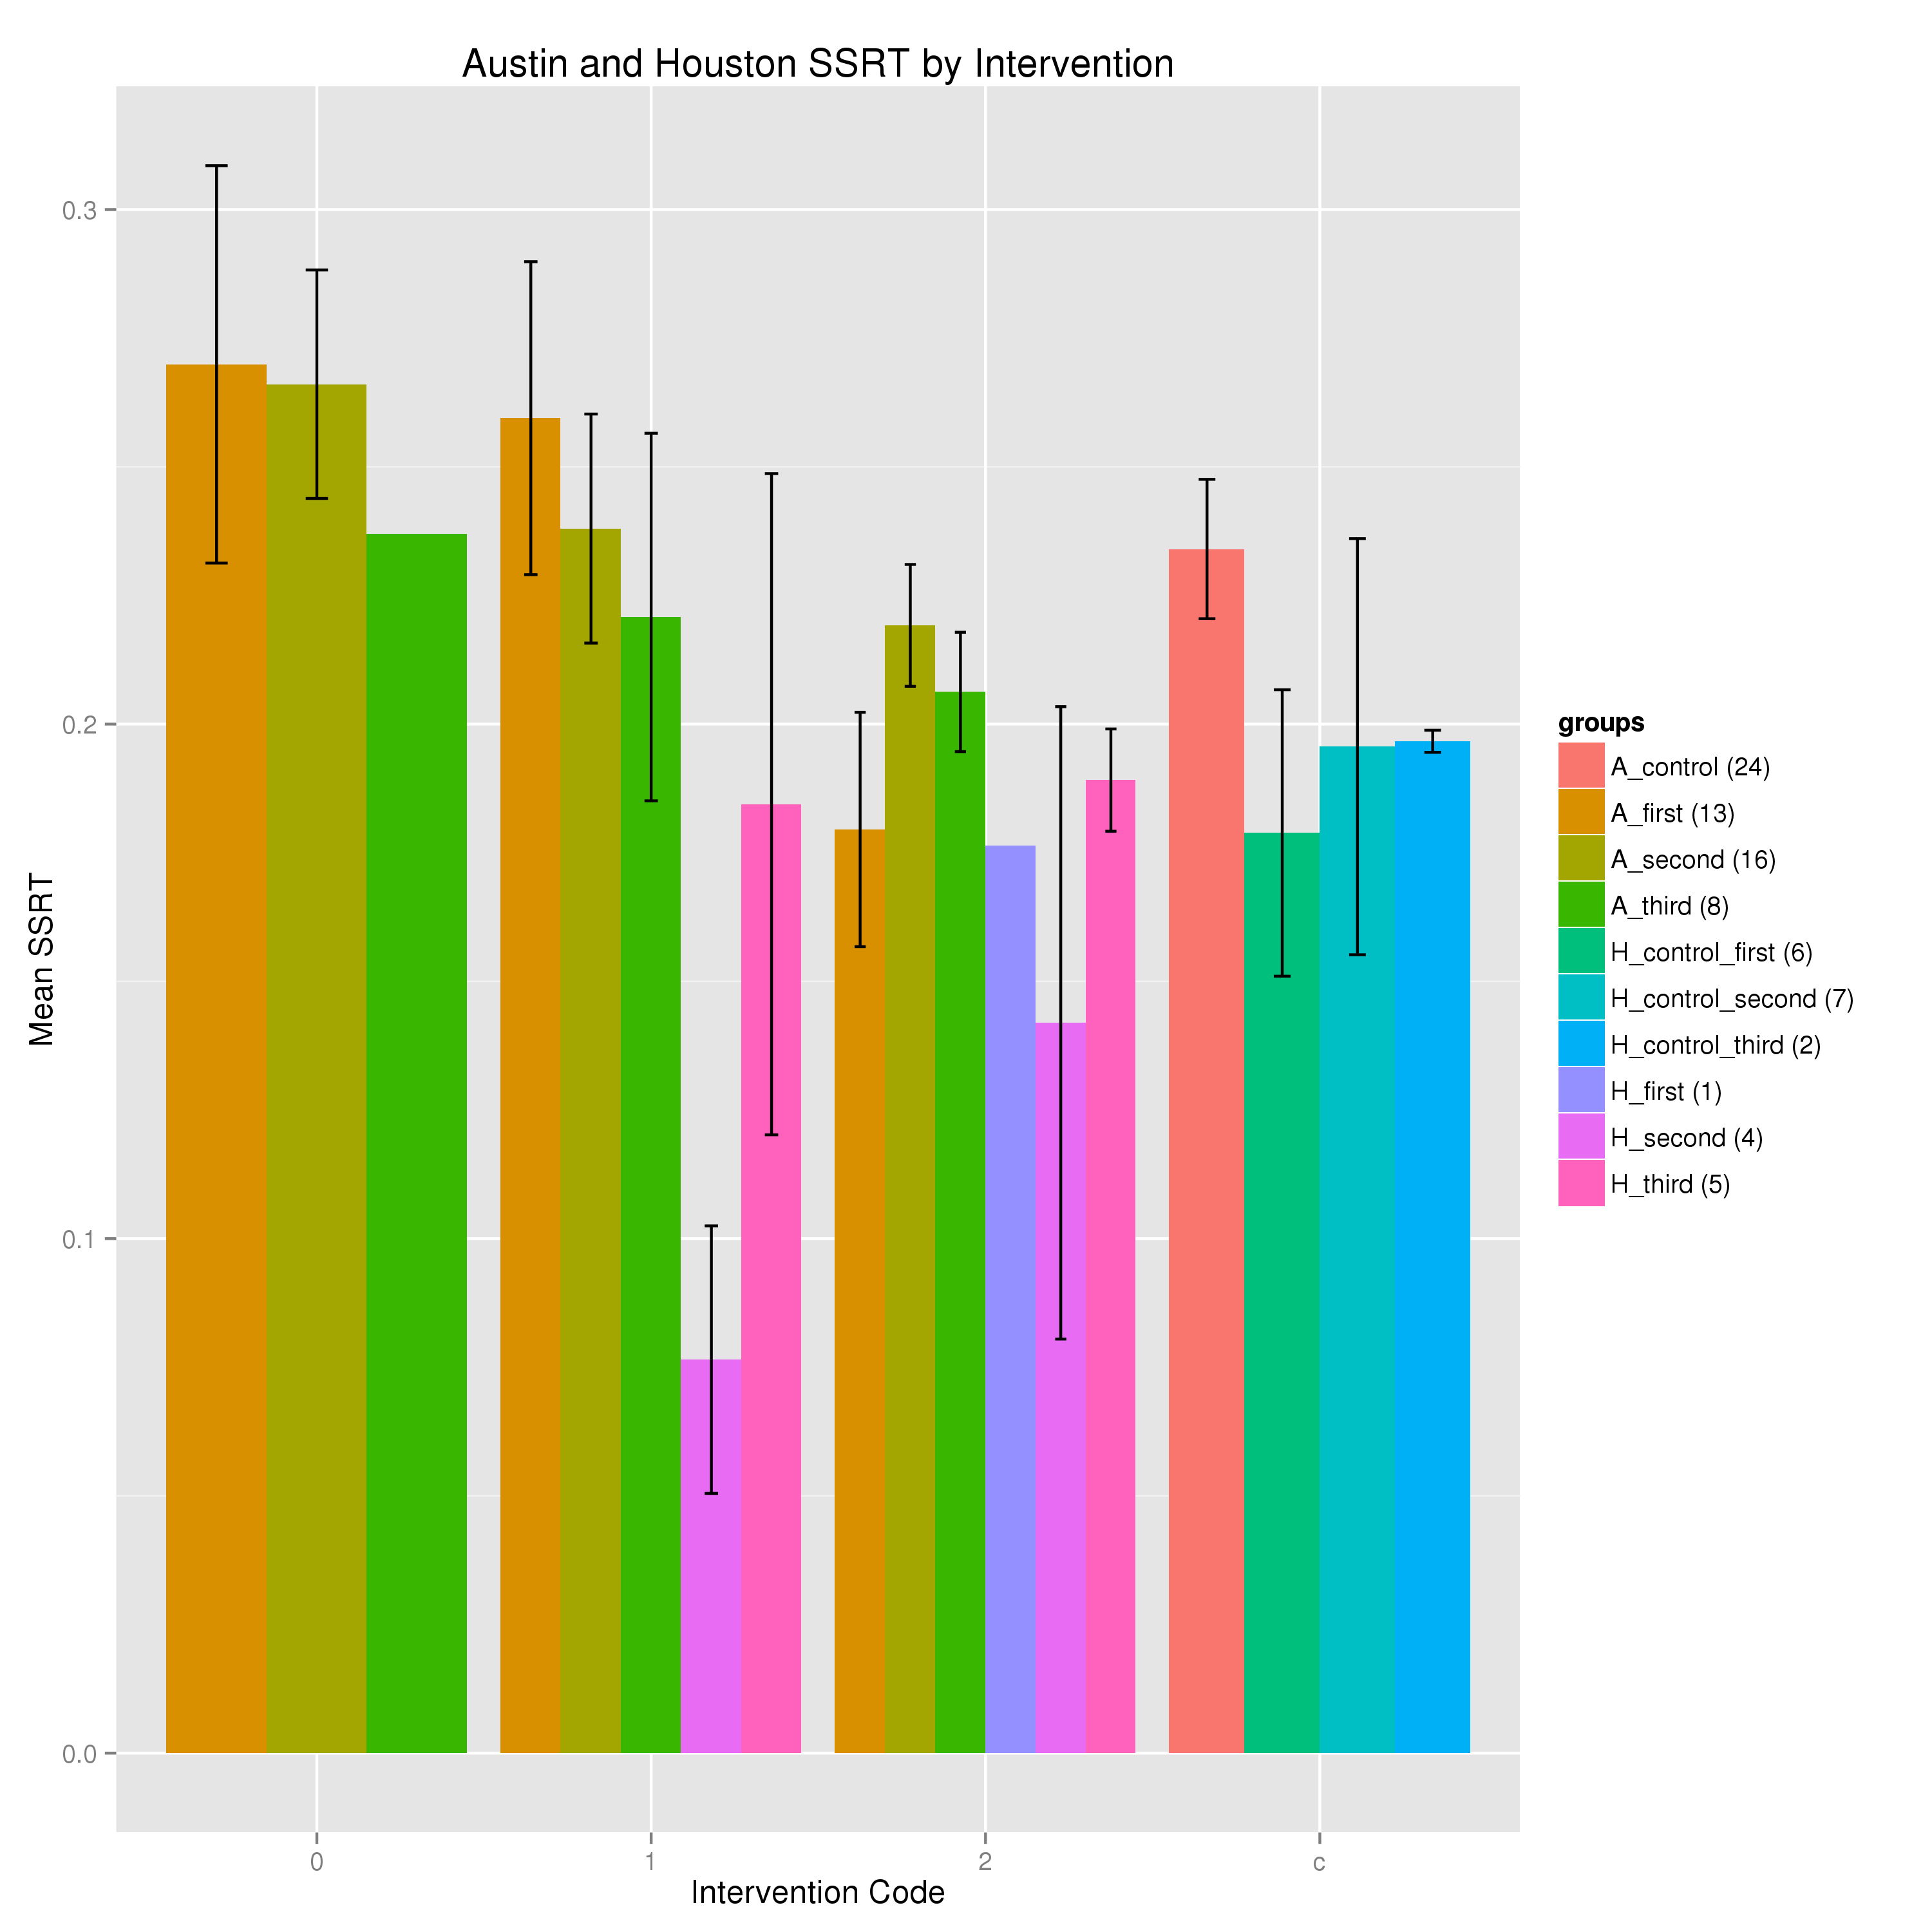 Austin and Houston SSRT by Intervention
0.3
0.2
0.1
0.0
Mean SSRT
0
1
2
c
Intervention Code
groups
A_control (24)
A_first (13)
A_second (16)
A_third (8)
H_control_first (6)
H_control_second (7)
H_control_third (2)
H_first (1)
H_second (4)
H_third (5)